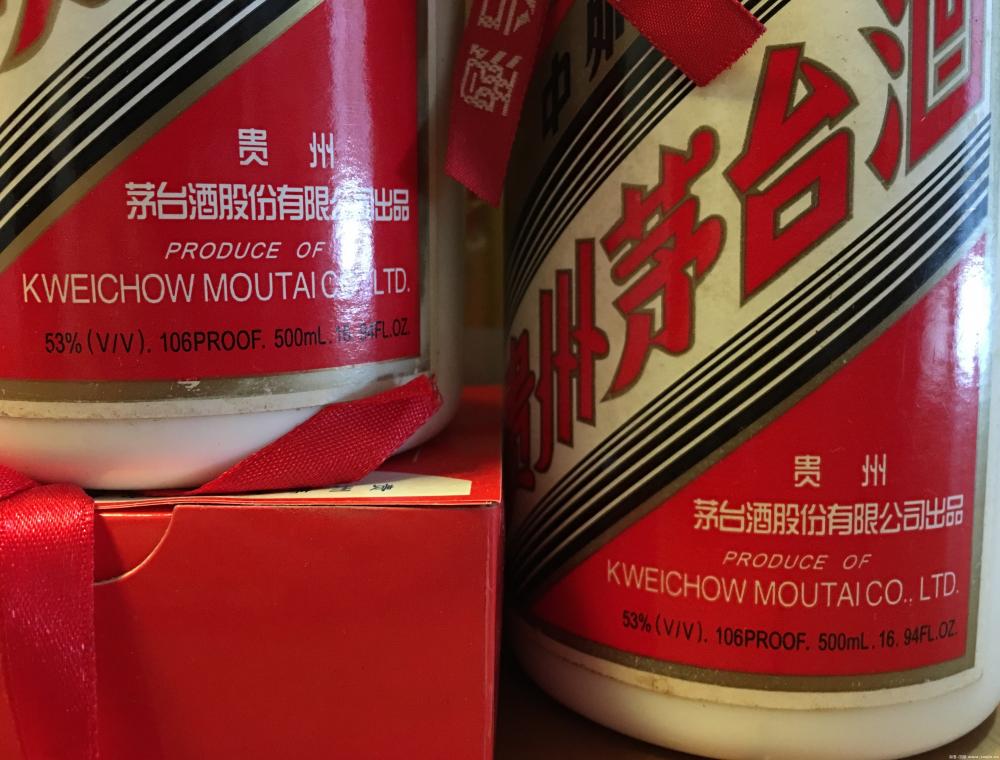 贵 州
茅台酒股份有限公司出品
PRODUCE OF
KWEICHOW MOUTAI CO., LTD.
53%(V/V). 106PROOF. 500mL.16.94FL.OZ.
中
贵州茅台酒
贵 州
茅台酒股份有限公司出品
PRODUCE OF
KWEICHOW MOUTAI CO., LTD.
53%(V/V). 106PROOF. 500mL.16.94FL.OZ.